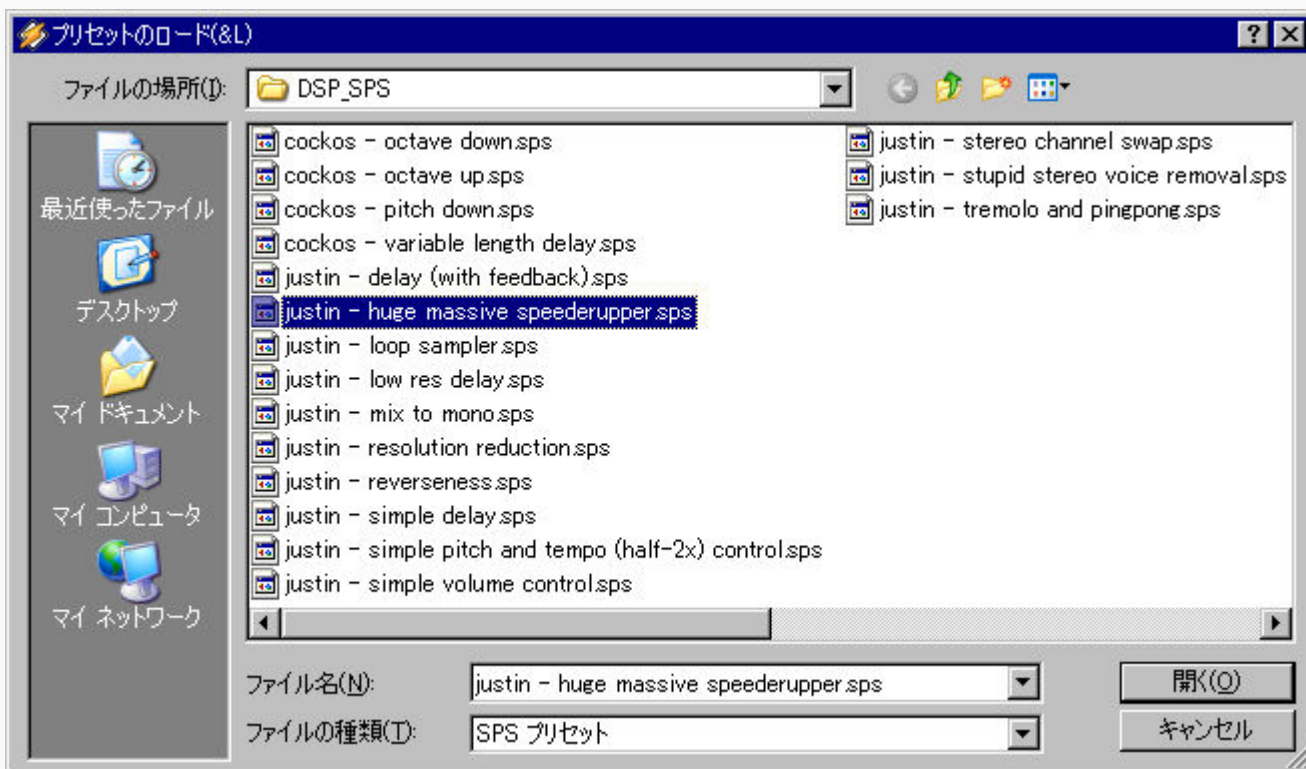 プリセットのロード(&L)
ファイルの場所(I):
DSP_SPS
最近使ったファイル
デスクトップ
マイ ドキュメント
マイ コンピュータ
マイ ネットワーク
cockos - octave down.sps
cockos - octave up.sps
cockos - pitch down.sps
cockos - variable length delay.sps
justin - delay (with feedback).sps
justin - huge massive speederupper.sps
justin - loop sampler.sps
justin - low res delay.sps
justin - mix to mono.sps
justin - resolution reduction.sps
justin - reverseness.sps
justin - simple delay.sps
justin - simple pitch and tempo (half-2x) control.sps
justin - simple volume control.sps
justin - stereo channel swap.sps
justin - stupid stereo voice removal.sps
justin - tremolo and pingpong.sps
ファイル名(N):
justin - huge massive speederupper.sps
開く(O)
ファイルの種類(T):
SPS プリセット
キャンセル